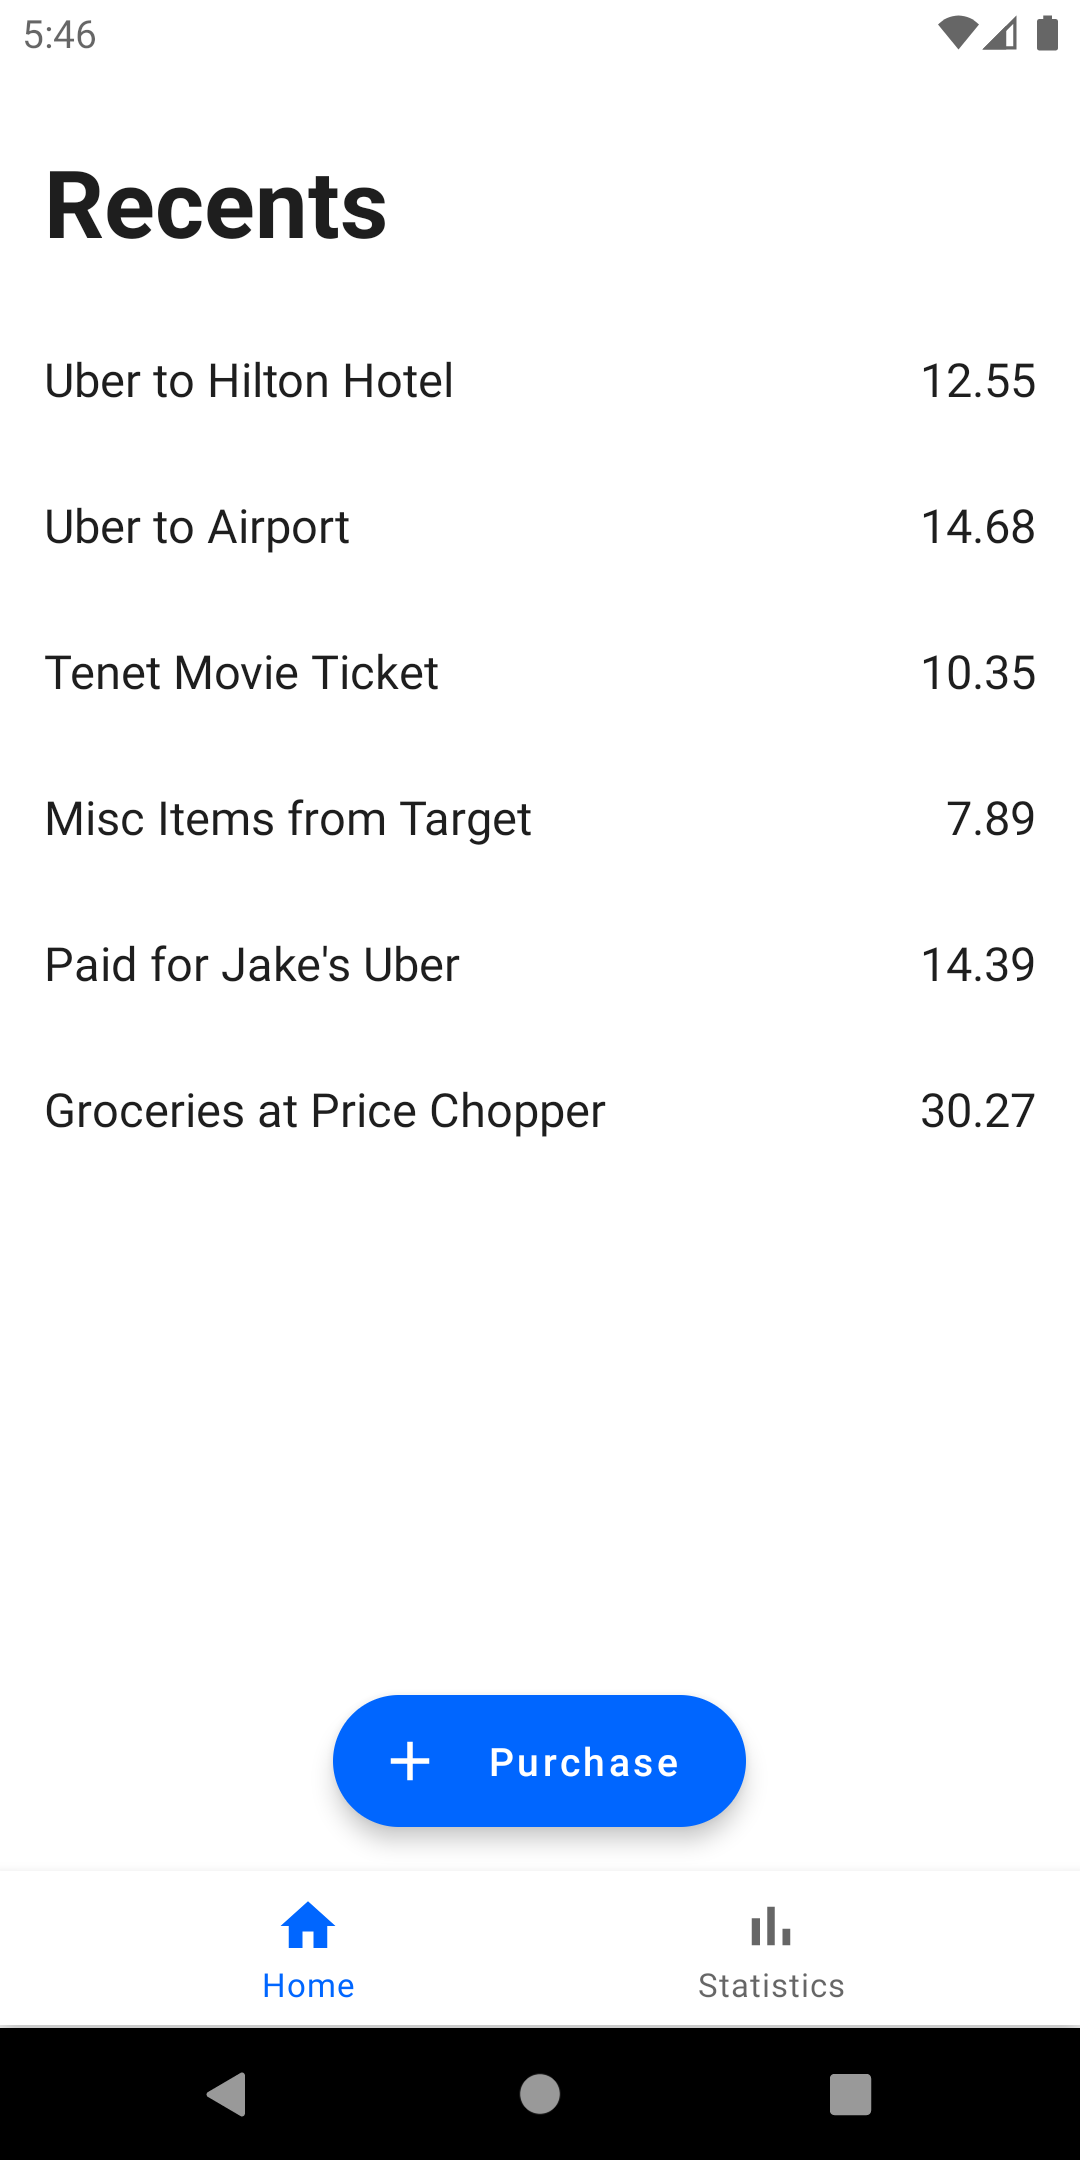 5:46
Recents
Uber to Hilton Hotel 12.55
Uber to Airport 14.68
Tenet Movie Ticket 10.35
Misc Items from Target 7.89
Paid for Jake's Uber 14.39
Groceries at Price Chopper 30.27
+ Purchase
Home Statistics